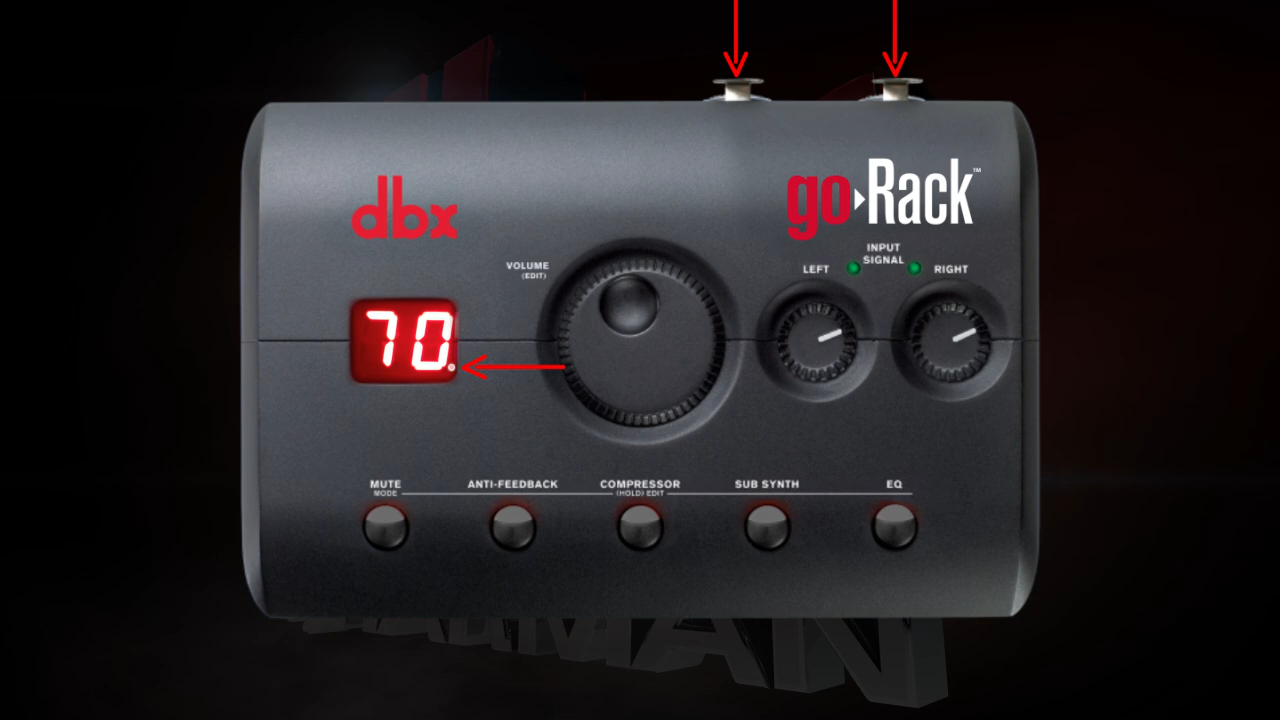 dbx
go Rack™
INPUT
SIGNAL
LEFT
RIGHT
VOLUME
(EDIT)
70.
MUTE
MODE
ANTI-FEEDBACK
COMPRESSOR
(HOLD) EDIT
SUB SYNTH
EQ